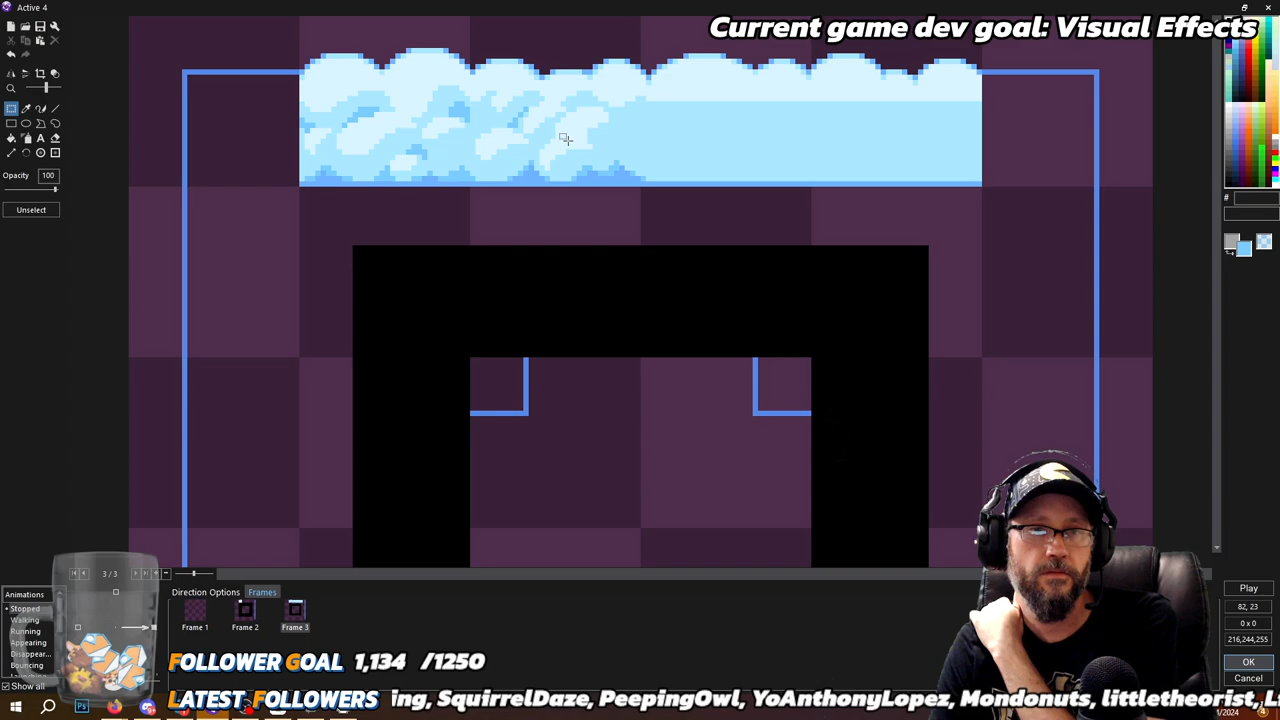 Active 4
Current game dev goal: Visual Effects
Opacity 100
Unselect
#
3 / 3
Animations
Direction Options Frames
Stopped
Walking
Running
Appearing
Disappear...
Bouncing
Show all
Frame 1 Frame 2 Frame 3
Play
82, 23
0 x 0
216,244,255
OK
Cancel
FOLLOWER GOAL 1,134 /1250
LATEST FOLLOWERS ing, SquirrelDaze, PeepingOwl, YoAnthonyLopez, Mondonuts, littletheorist,
Ps
4